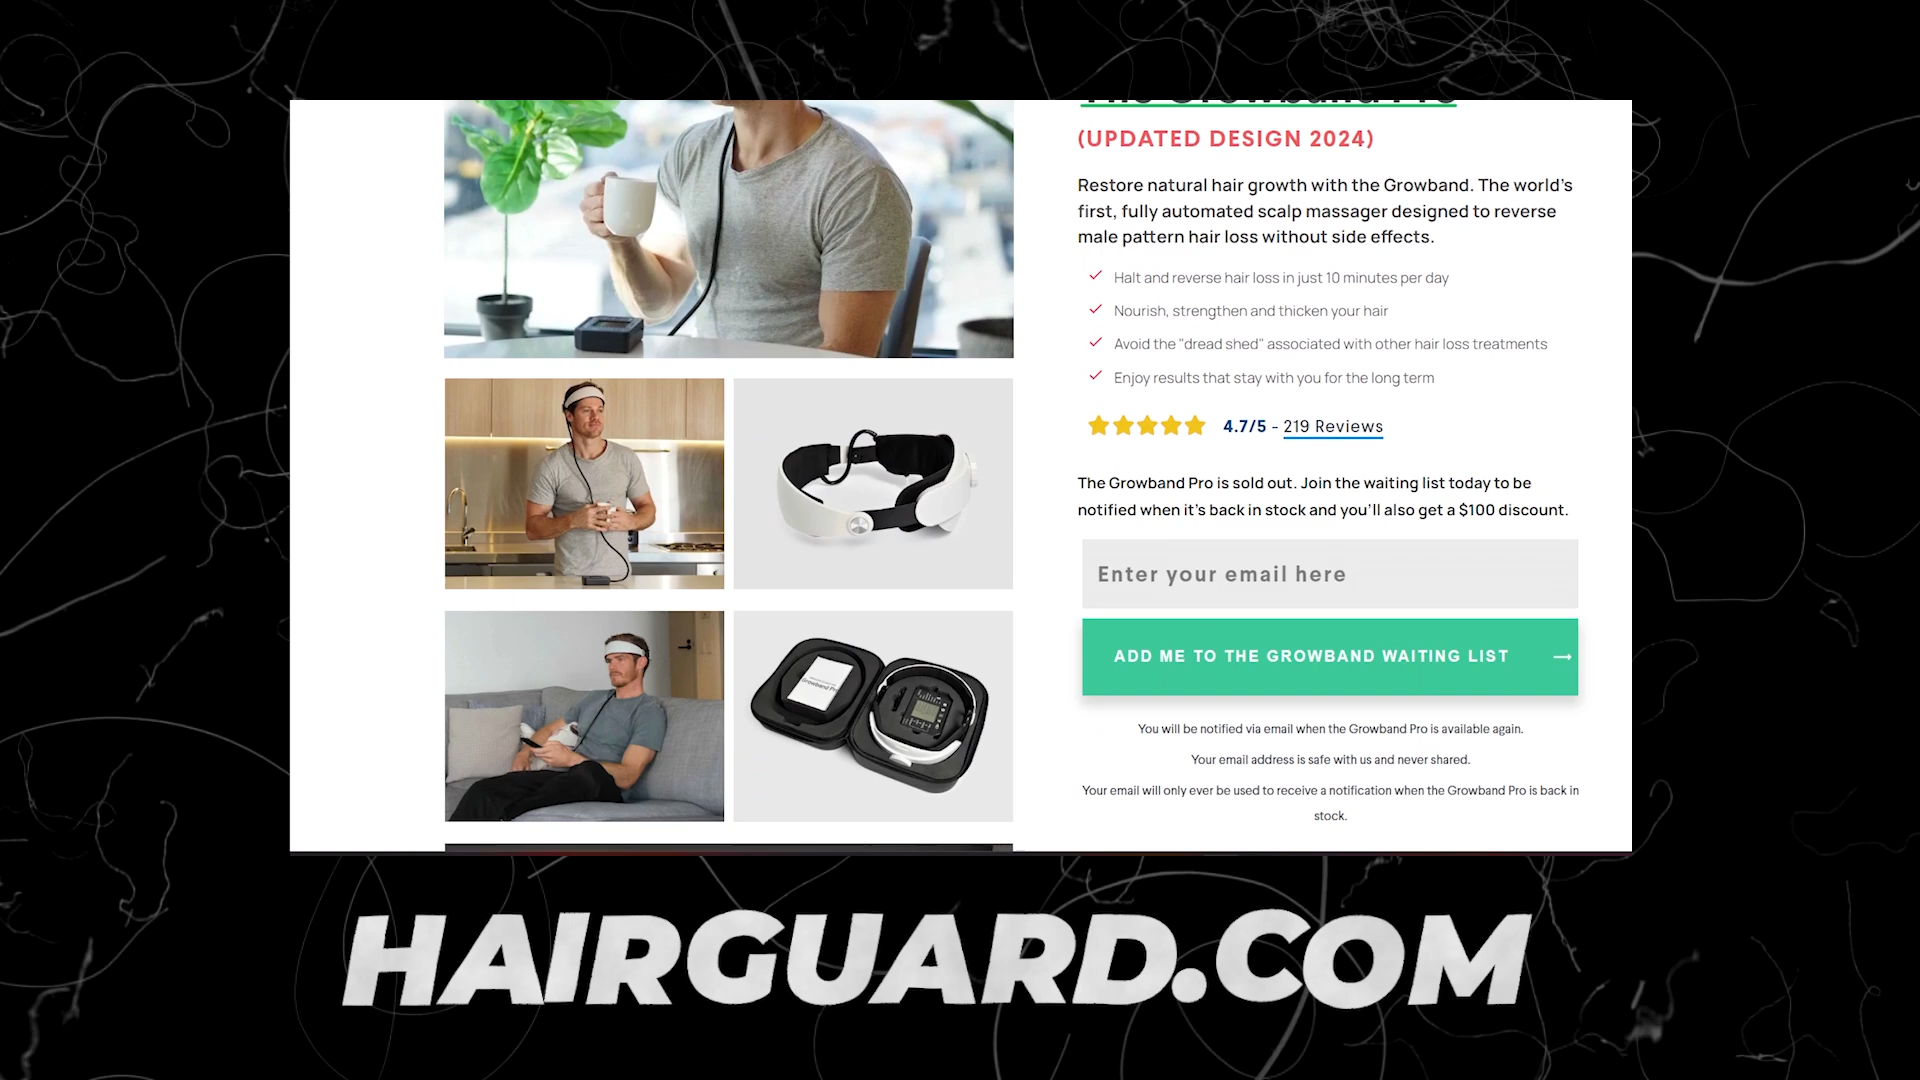 The Growband Pro
(UPDATED DESIGN 2024)
Restore natural hair growth with the Growband. The world's
first, fully automated scalp massager designed to reverse
male pattern hair loss without side effects.
Halt and reverse hair loss in just 10 minutes per day
Nourish, strengthen and thicken your hair
Avoid the "dread shed" associated with other hair loss treatments
Enjoy results that stay with you for the long term
4.7/5 - 219 Reviews
The Growband Pro is sold out. Join the waiting list today to be
notified when it's back in stock and you'll also get a $100 discount.
Enter your email here
ADD ME TO THE GROWBAND WAITING LIST →
You will be notified via email when the Growband Pro is available again.
Your email address is safe with us and never shared.
Your email will only ever be used to receive a notification when the Growband Pro is back in
stock.
Growband Pro
HAIRGUARD.COM